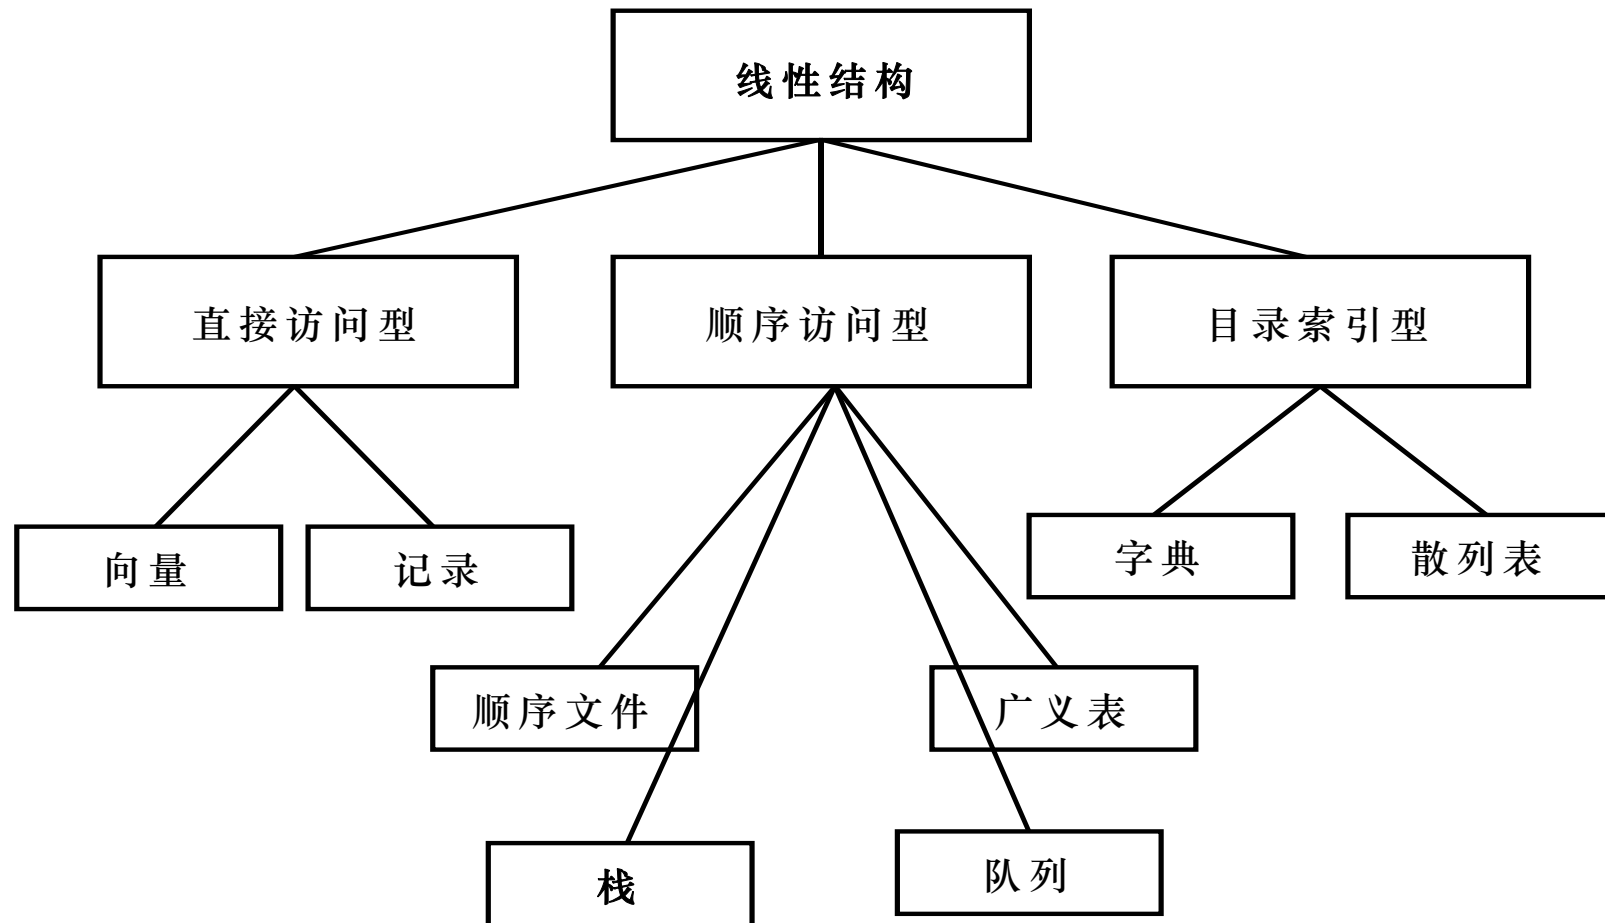 线性结构
直接访问型
顺序访问型
目录索引型
向量
记录
字典
散列表
顺序文件
广义表
栈
队列